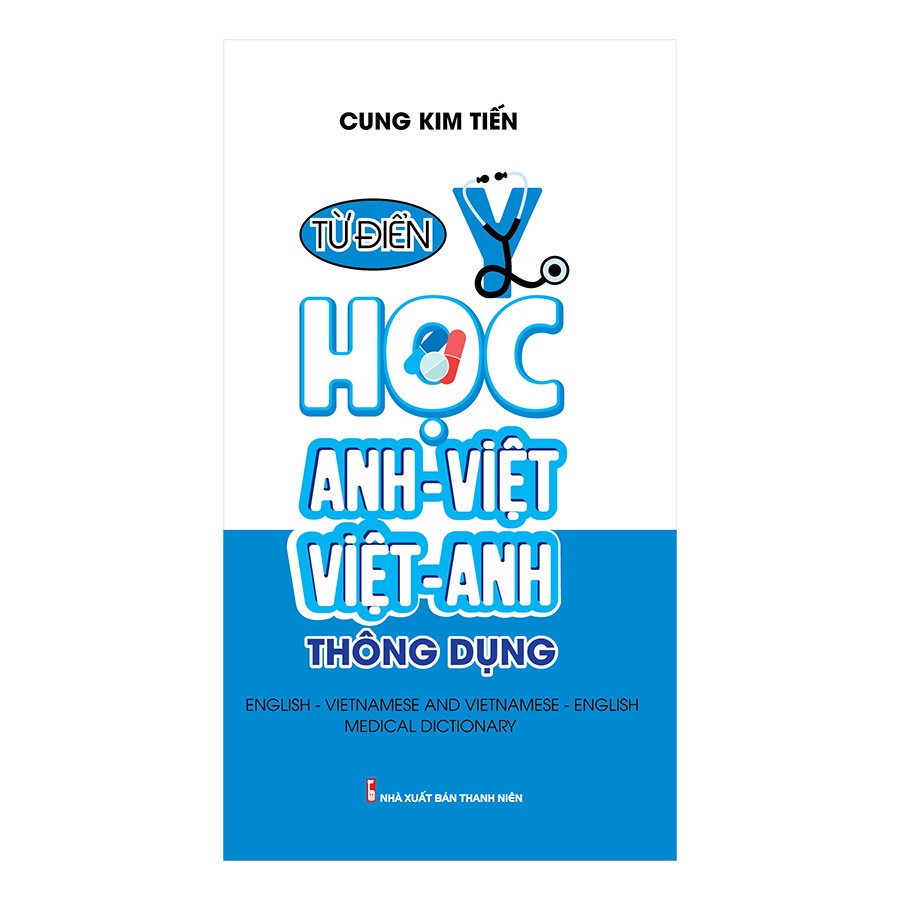 CUNG KIM TIẾN
TỪ ĐIỂN
Y
HỌC
ANH-VIỆT
VIỆT-ANH
THÔNG DỤNG
ENGLISH - VIETNAMESE AND VIETNAMESE - ENGLISH
MEDICAL DICTIONARY
NHÀ XUẤT BẢN THANH NIÊN